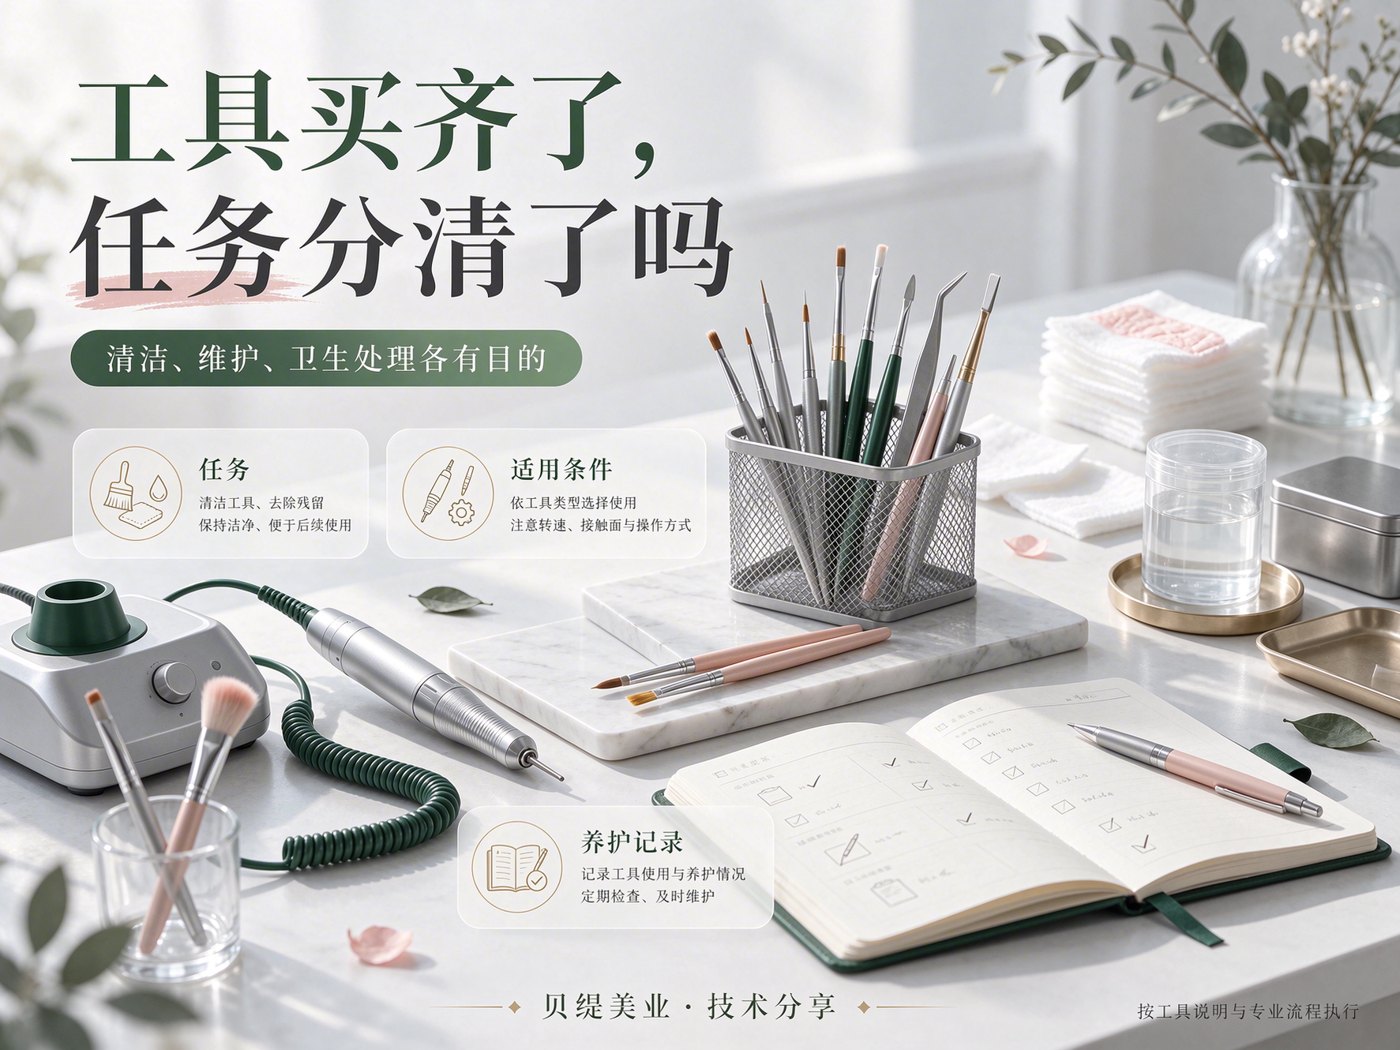 工具买齐了，
任务分清了吗
清洁、维护、卫生处理各有目的
任务
清洁工具、去除残留
保持洁净、便于后续使用
适用条件
依工具类型选择使用
注意转速、接触面与操作方式
养护记录
记录工具使用与养护情况
定期检查、及时维护
贝缇美业·技术分享
按工具说明与专业流程执行